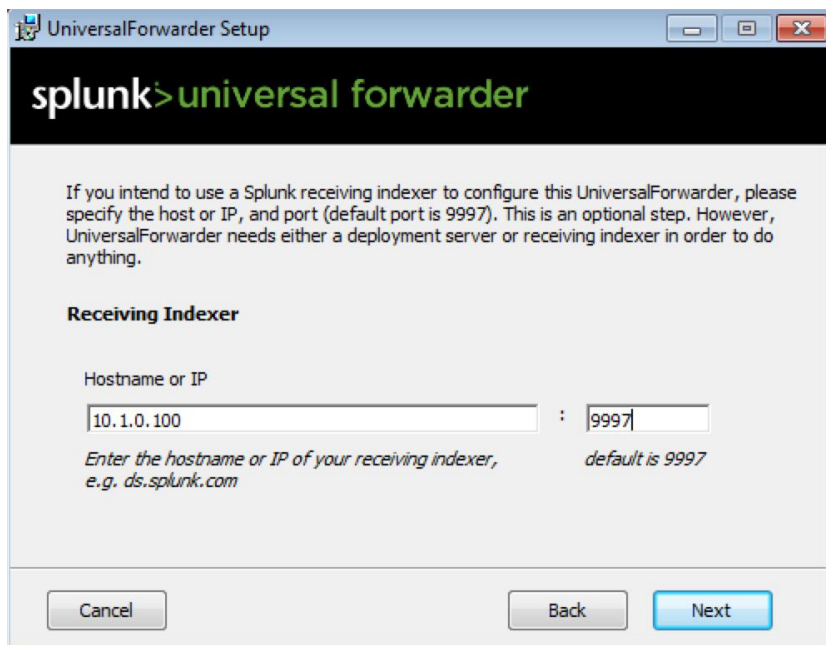 UniversalForwarder Setup
splunk>universal forwarder
If you intend to use a Splunk receiving indexer to configure this UniversalForwarder, please
specify the host or IP, and port (default port is 9997). This is an optional step. However,
UniversalForwarder needs either a deployment server or receiving indexer in order to do
anything.
Receiving Indexer
Hostname or IP
10.1.0.100 : 9997
Enter the hostname or IP of your receiving indexer, default is 9997
e.g. ds.splunk.com
Cancel Back Next